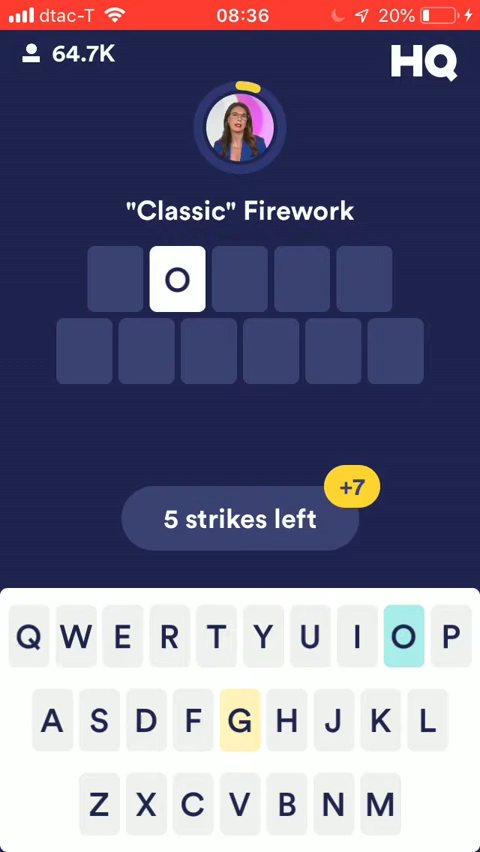 dtac-T 08:36 20%
64.7K HQ
"Classic" Firework
O
+7
5 strikes left
Q W E R T Y U I O P
A S D F G H J K L
Z X C V B N M